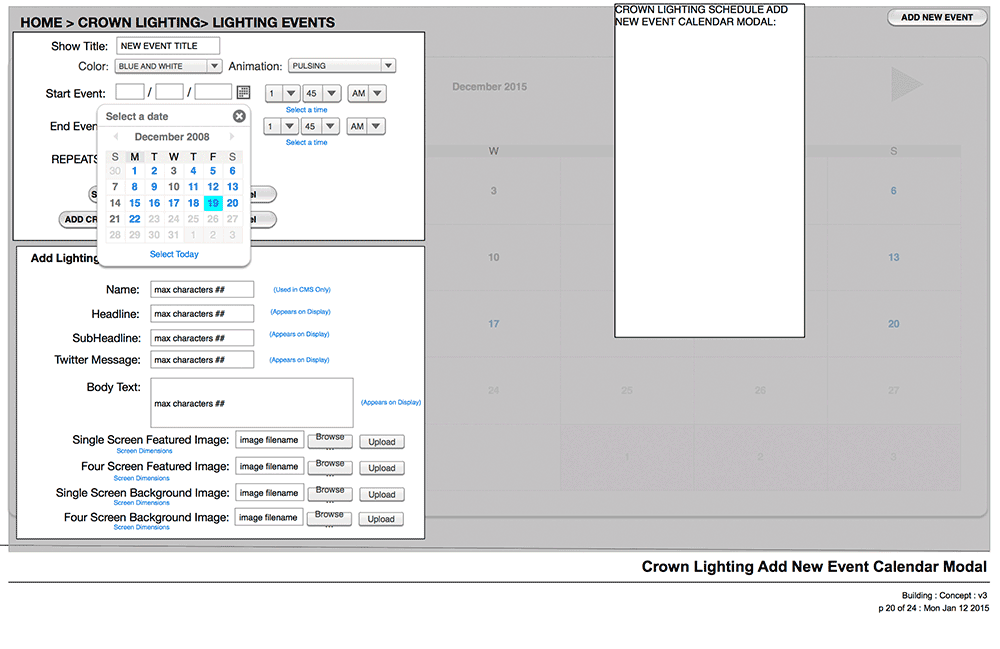 HOME > CROWN LIGHTING> LIGHTING EVENTS
CROWN LIGHTING SCHEDULE ADD
NEW EVENT CALENDAR MODAL:
ADD NEW EVENT
Show Title: NEW EVENT TITLE
Color: BLUE AND WHITE Animation: PULSING
Start Event: / / 1 45 AM
Select a time
End Even 1 45 AM
Select a time
REPEATS
S el
ADD CR el
Select a date
December 2008
S M T W T F S
30 1 2 3 4 5 6
7 8 9 10 11 12 13
14 15 16 17 18 19 20
21 22 23 24 25 26 27
28 29 30 31 1 2 3
Select Today
December 2015
W S
3 6
10 13
17 20
24 25 26 27
1 2 3
Add Lighting
Name: max characters ## (Used in CMS Only)
Headline: max characters ## (Appears on Display)
SubHeadline: max characters ## (Appears on Display)
Twitter Message: max characters ## (Appears on Display)
Body Text: max characters ## (Appears on Display)
Single Screen Featured Image: image filename Browse ... Upload
Screen Dimensions
Four Screen Featured Image: image filename Browse ... Upload
Screen Dimensions
Single Screen Background Image: image filename Browse ... Upload
Screen Dimensions
Four Screen Background Image: image filename Browse ... Upload
Screen Dimensions
Crown Lighting Add New Event Calendar Modal
Building : Concept : v3
p 20 of 24 : Mon Jan 12 2015